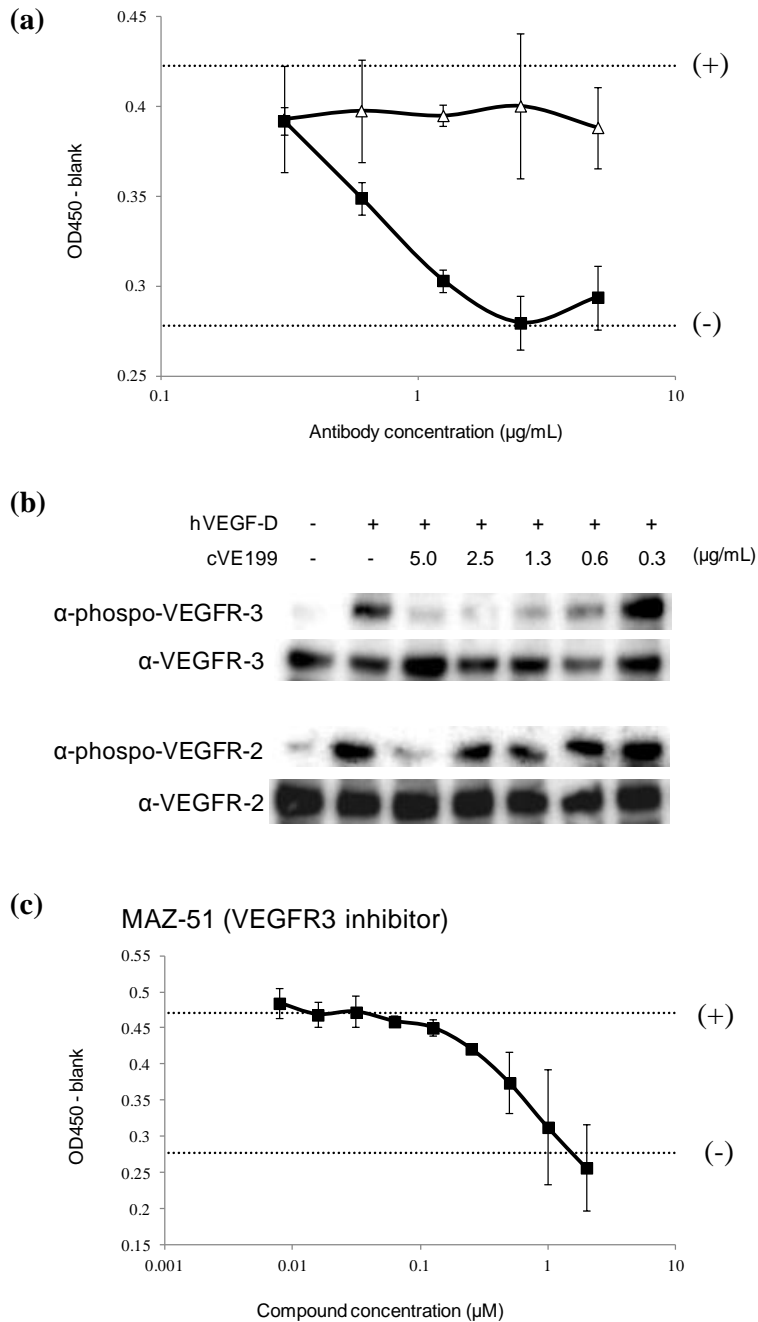 (a)
0.45
0.4
0.35
0.3
0.25
OD450 - blank
(+)
(-)
0.1
1
10
Antibody concentration (µg/mL)
(b)
hVEGF-D - + + + + + +
cVE199 - - 5.0 2.5 1.3 0.6 0.3 (µg/mL)
α-phospo-VEGFR-3
α-VEGFR-3
α-phospo-VEGFR-2
α-VEGFR-2
(c)
MAZ-51 (VEGFR3 inhibitor)
0.55
0.5
0.45
0.4
0.35
0.3
0.25
0.2
0.15
OD450 - blank
(+)
(-)
0.001
0.01
0.1
1
10
Compound concentration (µM)